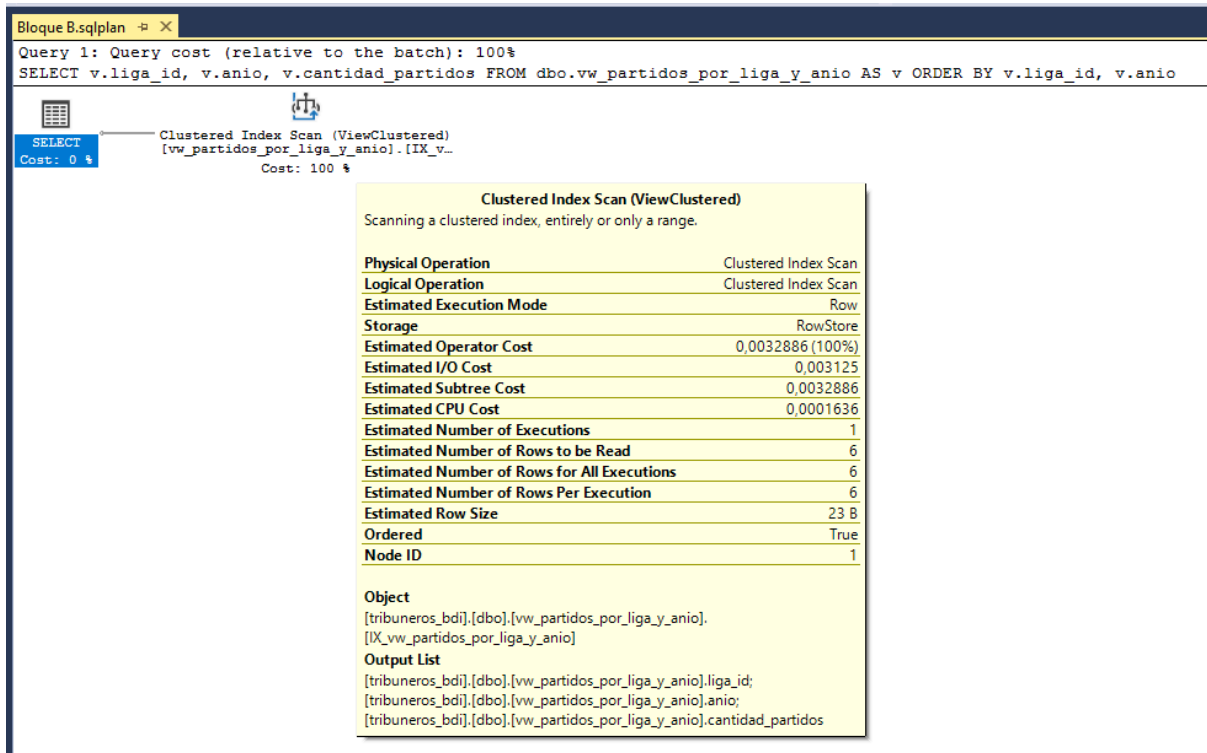 Bloque B.sqlplan
Query 1: Query cost (relative to the batch): 100%
SELECT v.liga_id, v.anio, v.cantidad_partidos FROM dbo.vw_partidos_por_liga_y_anio AS v ORDER BY v.liga_id, v.anio
SELECT
Cost: 0 %
Clustered Index Scan (ViewClustered)
[vw_partidos_por_liga_y_anio].[IX_v…
Cost: 100 %
Clustered Index Scan (ViewClustered)
Scanning a clustered index, entirely or only a range.
Physical Operation Clustered Index Scan
Logical Operation Clustered Index Scan
Estimated Execution Mode Row
Storage RowStore
Estimated Operator Cost 0,0032886 (100%)
Estimated I/O Cost 0,003125
Estimated Subtree Cost 0,0032886
Estimated CPU Cost 0,0001636
Estimated Number of Executions 1
Estimated Number of Rows to be Read 6
Estimated Number of Rows for All Executions 6
Estimated Number of Rows Per Execution 6
Estimated Row Size 23 B
Ordered True
Node ID 1
Object
[tribuneros_bdi].[dbo].[vw_partidos_por_liga_y_anio].
[IX_vw_partidos_por_liga_y_anio]
Output List
[tribuneros_bdi].[dbo].[vw_partidos_por_liga_y_anio].liga_id;
[tribuneros_bdi].[dbo].[vw_partidos_por_liga_y_anio].anio;
[tribuneros_bdi].[dbo].[vw_partidos_por_liga_y_anio].cantidad_partidos